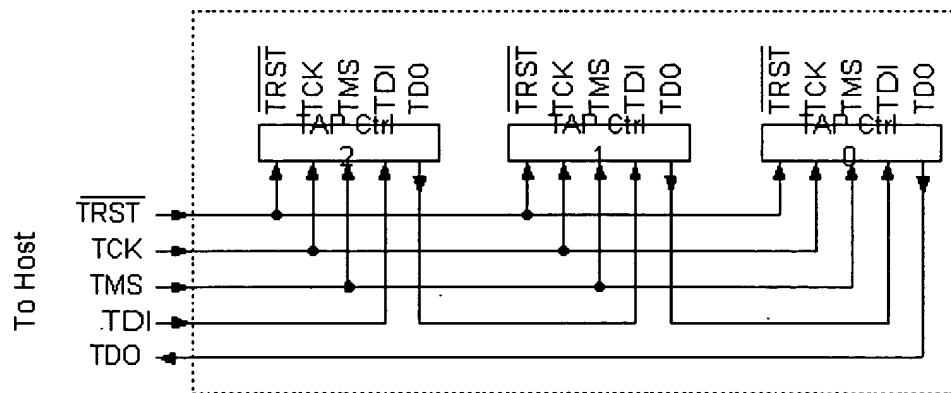 TRST TCK TMS TDI TDO
TAP Ctrl
2
TRST TCK TMS TDI TDO
TAP Ctrl
1
TRST TCK TMS TDI TDO
TAP Ctrl
0
To Host
TRST
TCK
TMS
TDI
TDO